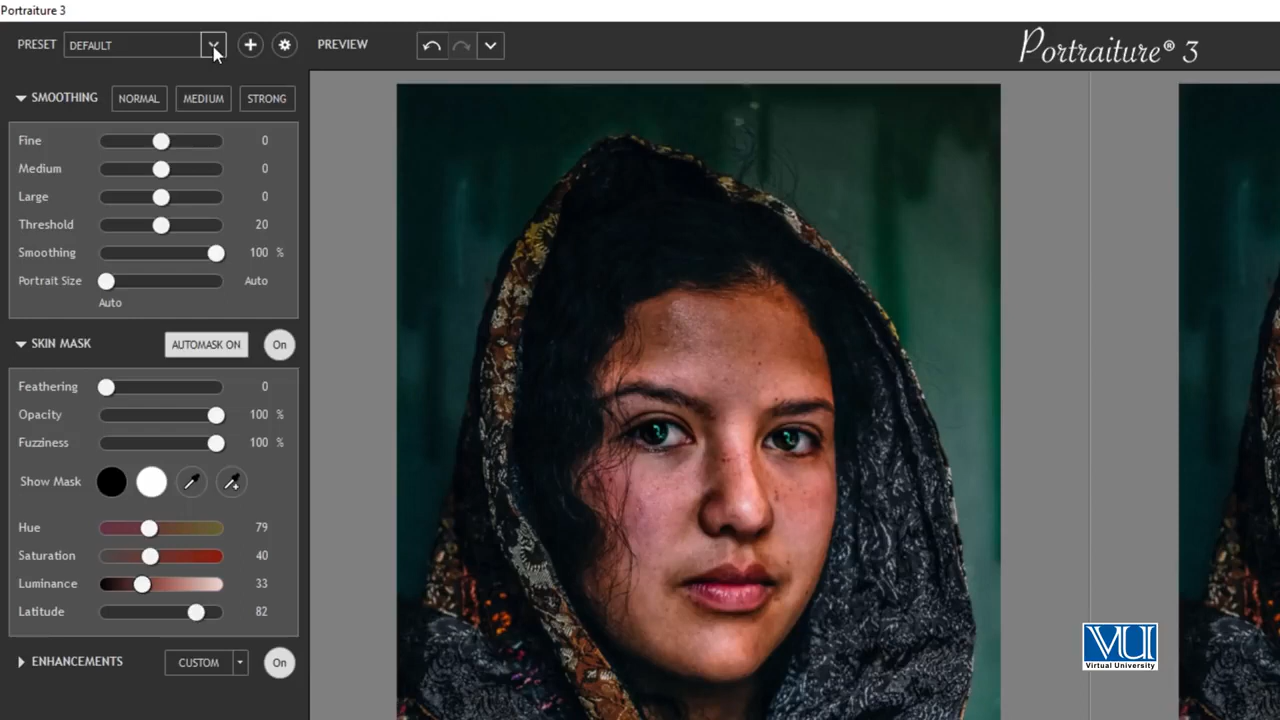 Portraiture 3
PRESET DEFAULT PREVIEW Portraiture® 3
SMOOTHING NORMAL MEDIUM STRONG
Fine 0
Medium 0
Large 0
Threshold 20
Smoothing 100 %
Portrait Size Auto
Auto
SKIN MASK AUTOMASK ON On
Feathering 0
Opacity 100 %
Fuzziness 100 %
Show Mask
Hue 79
Saturation 40
Luminance 33
Latitude 82
ENHANCEMENTS CUSTOM On
VU
Virtual University